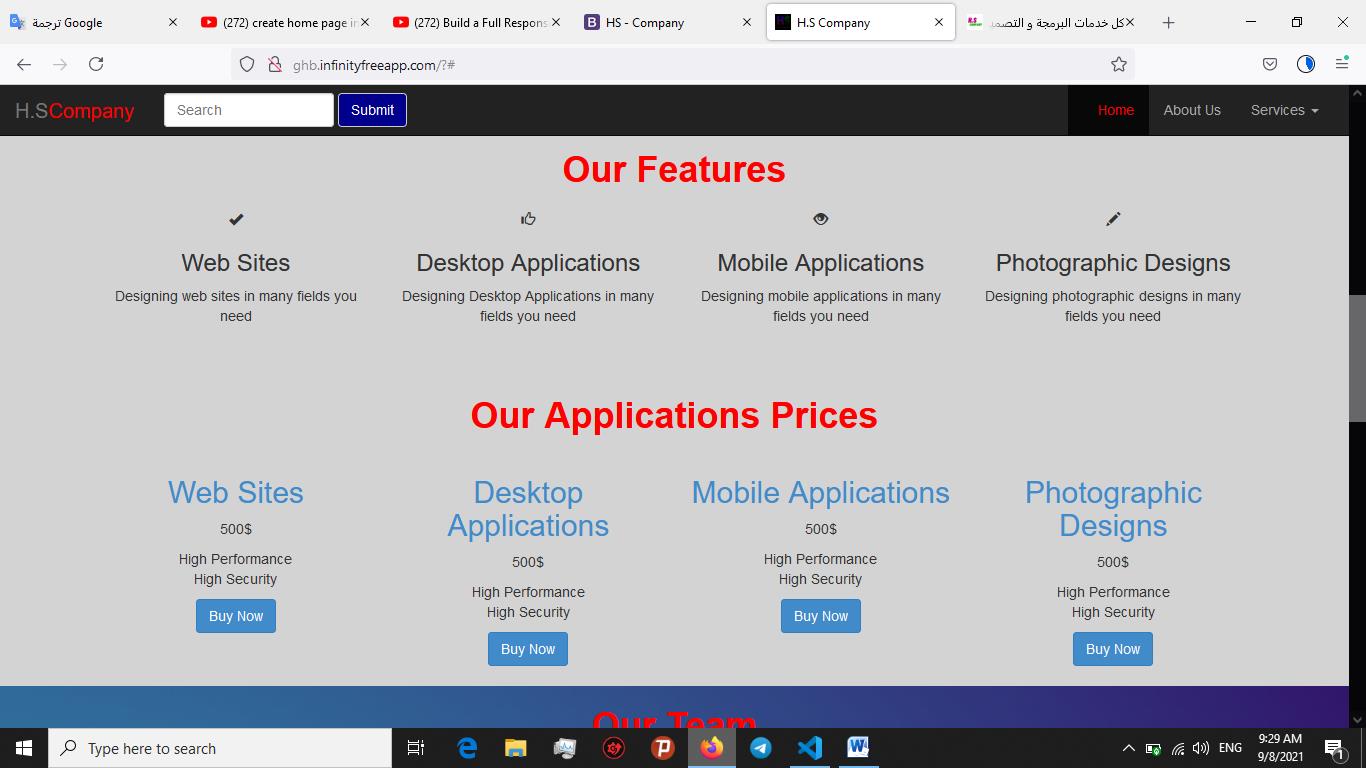 ترجمة Google
(272) create home page in
(272) Build a Full Respons
HS - Company
H.S Company
كل خدمات البرمجة و التصمد
ghb.infinityfreeapp.com/?#
H.SCompany
Search
Submit
Home
About Us
Services
Our Features
Web Sites
Designing web sites in many fields you
need
Desktop Applications
Designing Desktop Applications in many
fields you need
Mobile Applications
Designing mobile applications in many
fields you need
Photographic Designs
Designing photographic designs in many
fields you need
Our Applications Prices
Web Sites
500$
High Performance
High Security
Buy Now
Desktop
Applications
500$
High Performance
High Security
Buy Now
Mobile Applications
500$
High Performance
High Security
Buy Now
Photographic
Designs
500$
High Performance
High Security
Buy Now
Our Team
Type here to search
ENG
9:29 AM
9/8/2021
1